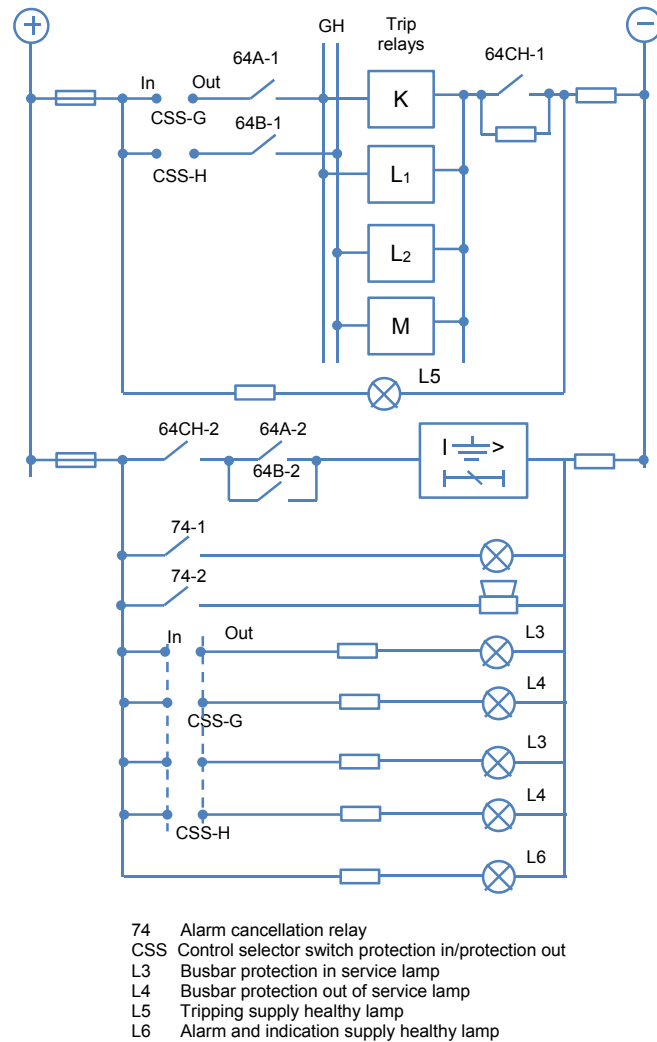 +
GH
Trip
relays
−
64CH-1
64A-1
In
Out
K
CSS-G
64B-1
CSS-H
L1
L2
M
L5
64CH-2
64A-2
I >
64B-2
74-1
74-2
In
Out
L3
L4
CSS-G
L3
L4
CSS-H
L6
74 Alarm cancellation relay
CSS Control selector switch protection in/protection out
L3 Busbar protection in service lamp
L4 Busbar protection out of service lamp
L5 Tripping supply healthy lamp
L6 Alarm and indication supply healthy lamp